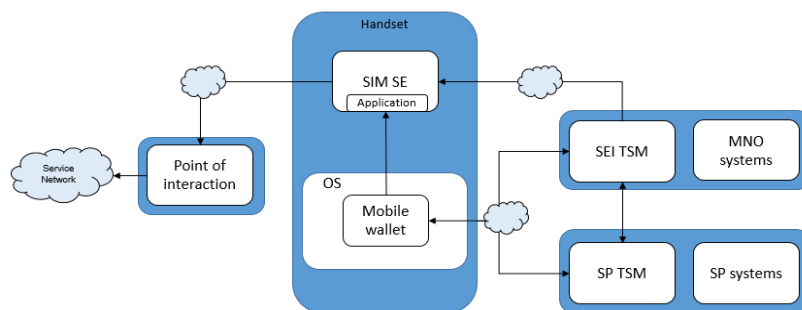 Handset
SIM SE
Application
SEI TSM
MNO
systems
Service
Network
Point of
interaction
OS
Mobile
wallet
SP TSM
SP systems